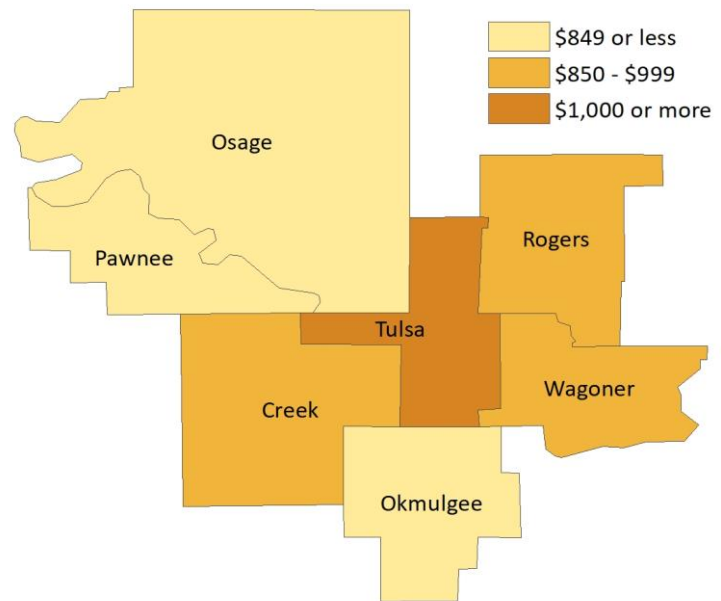 $849 or less
$850 - $999
$1,000 or more
Osage
Rogers
Pawnee
Tulsa
Wagoner
Creek
Okmulgee